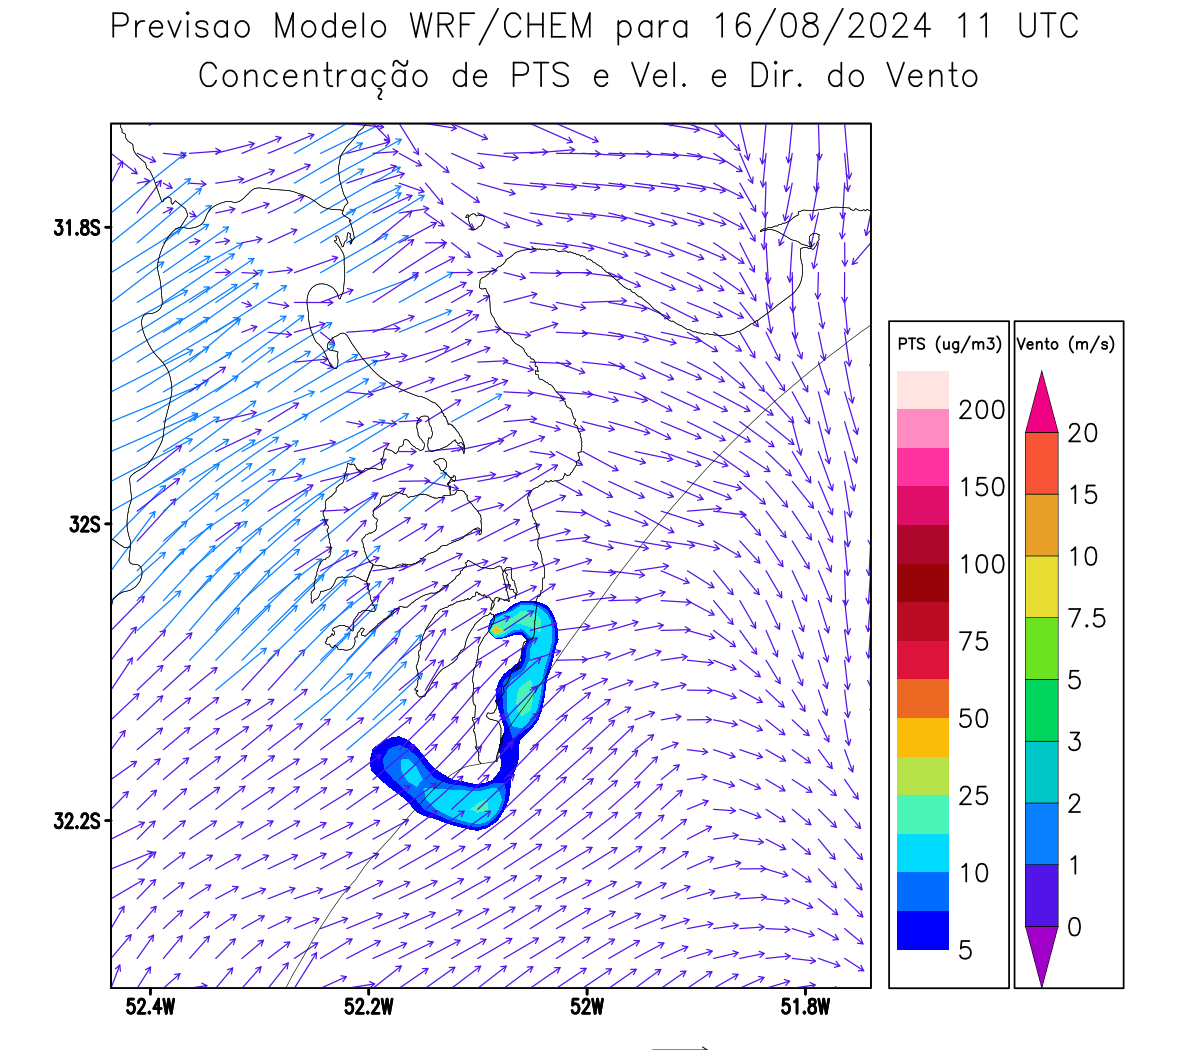 Previsao Modelo WRF/CHEM para 16/08/2024 11 UTC
Concentração de PTS e Vel. e Dir. do Vento
31.8S
32S
32.2S
52.4W
52.2W
52W
51.8W
PTS (ug/m3)
200
150
100
75
50
25
10
5
Vento (m/s)
20
15
10
7.5
5
3
2
1
0